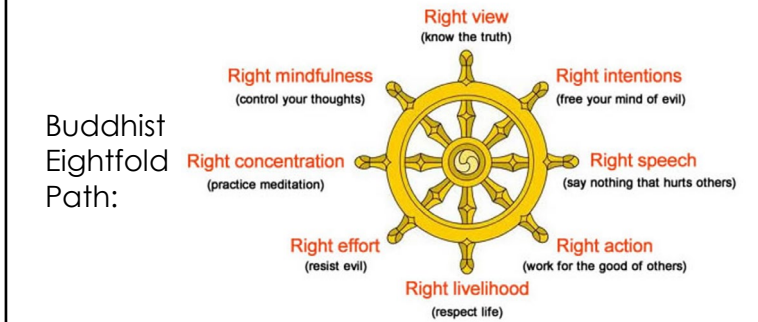 Buddhist
Eightfold
Path:
Right view
(know the truth)
Right intentions
(free your mind of evil)
Right speech
(say nothing that hurts others)
Right action
(work for the good of others)
Right livelihood
(respect life)
Right effort
(resist evil)
Right concentration
(practice meditation)
Right mindfulness
(control your thoughts)